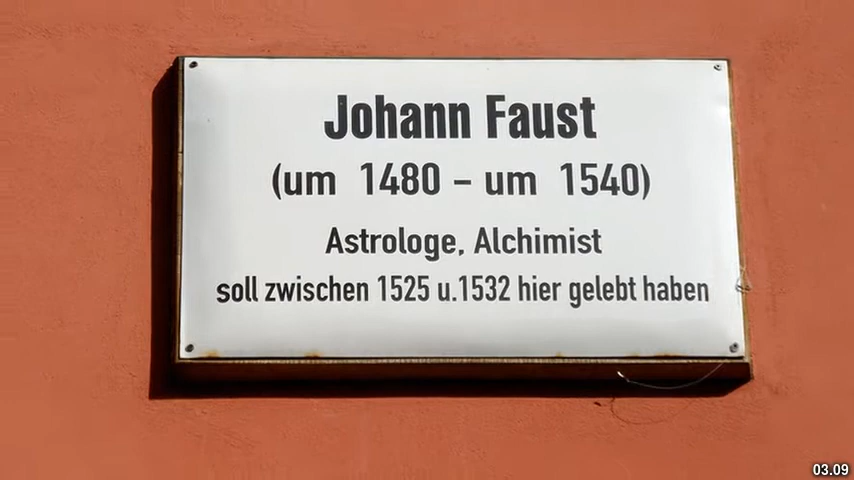 Johann Faust
(um 1480 – um 1540)
Astrologe, Alchimist
soll zwischen 1525 u.1532 hier gelebt haben
03.09